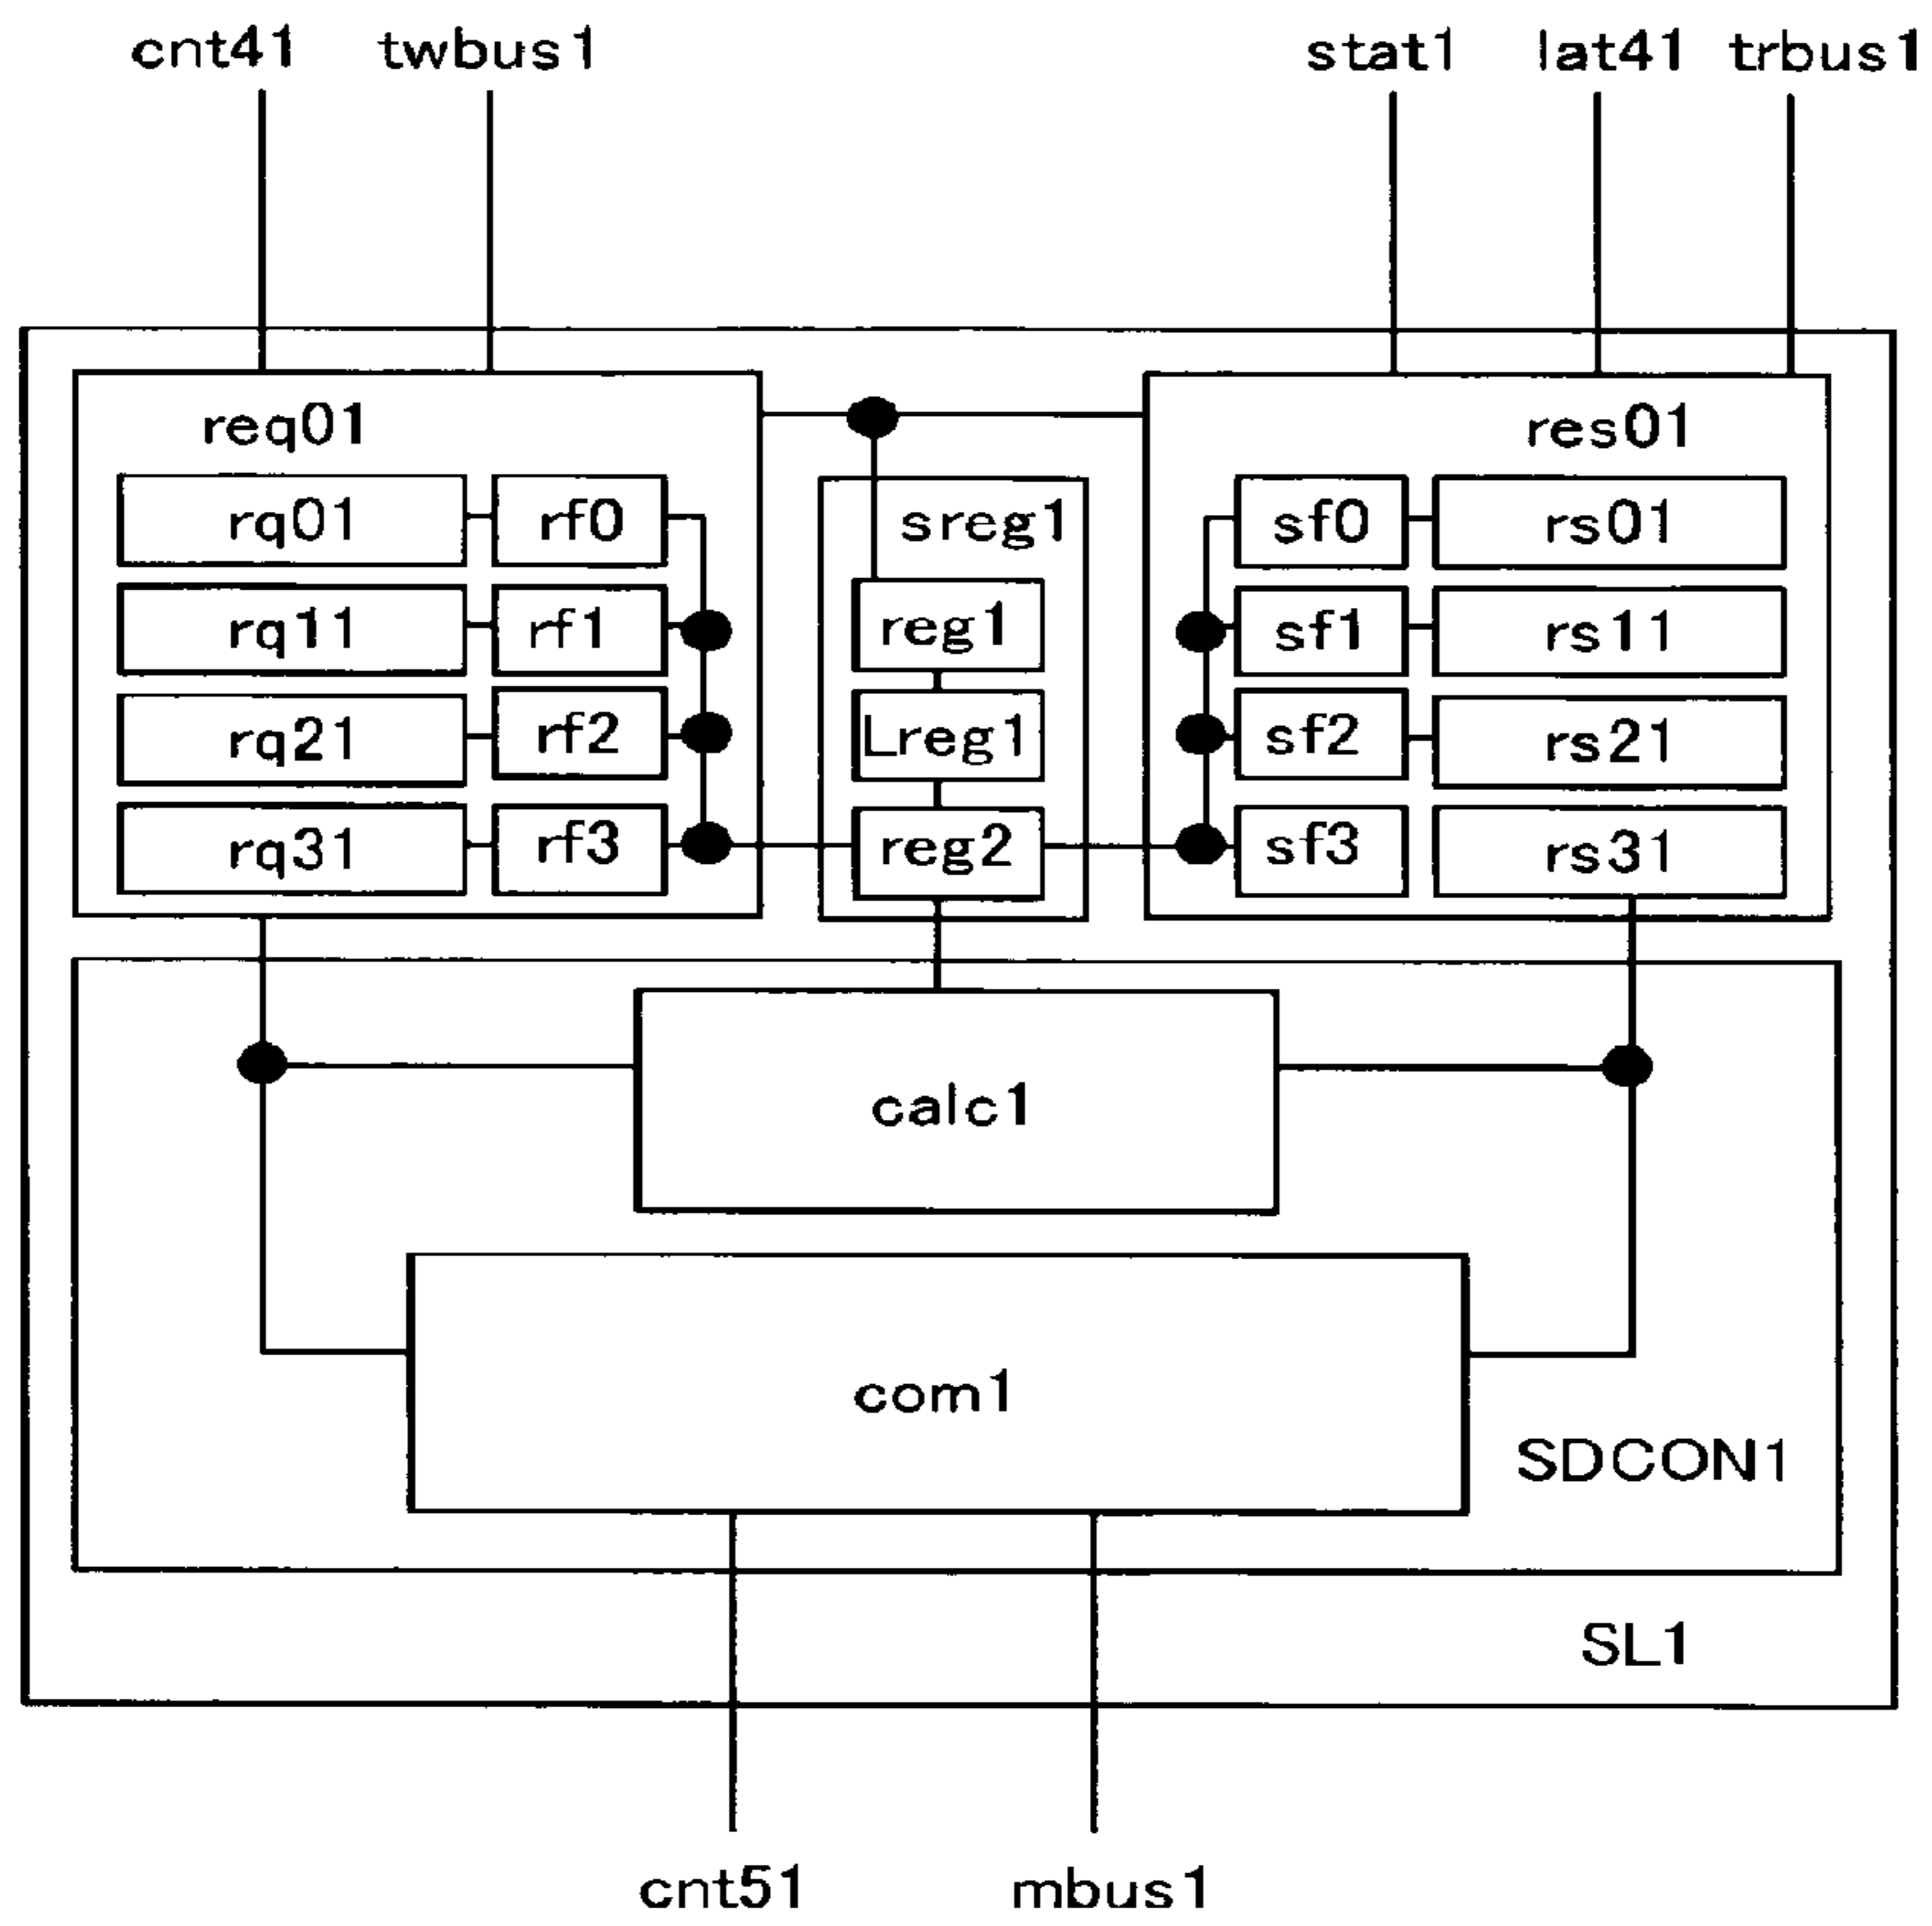 cnt41 twbus1 stat1 lat41 trbus1
req01 res01
rq01 rf0 sreg1 sf0 rs01
rq11 rf1 reg1 sf1 rs11
rq21 rf2 Lreg1 sf2 rs21
rq31 rf3 reg2 sf3 rs31
calc1
com1
SDCON1
SL1
cnt51 mbus1